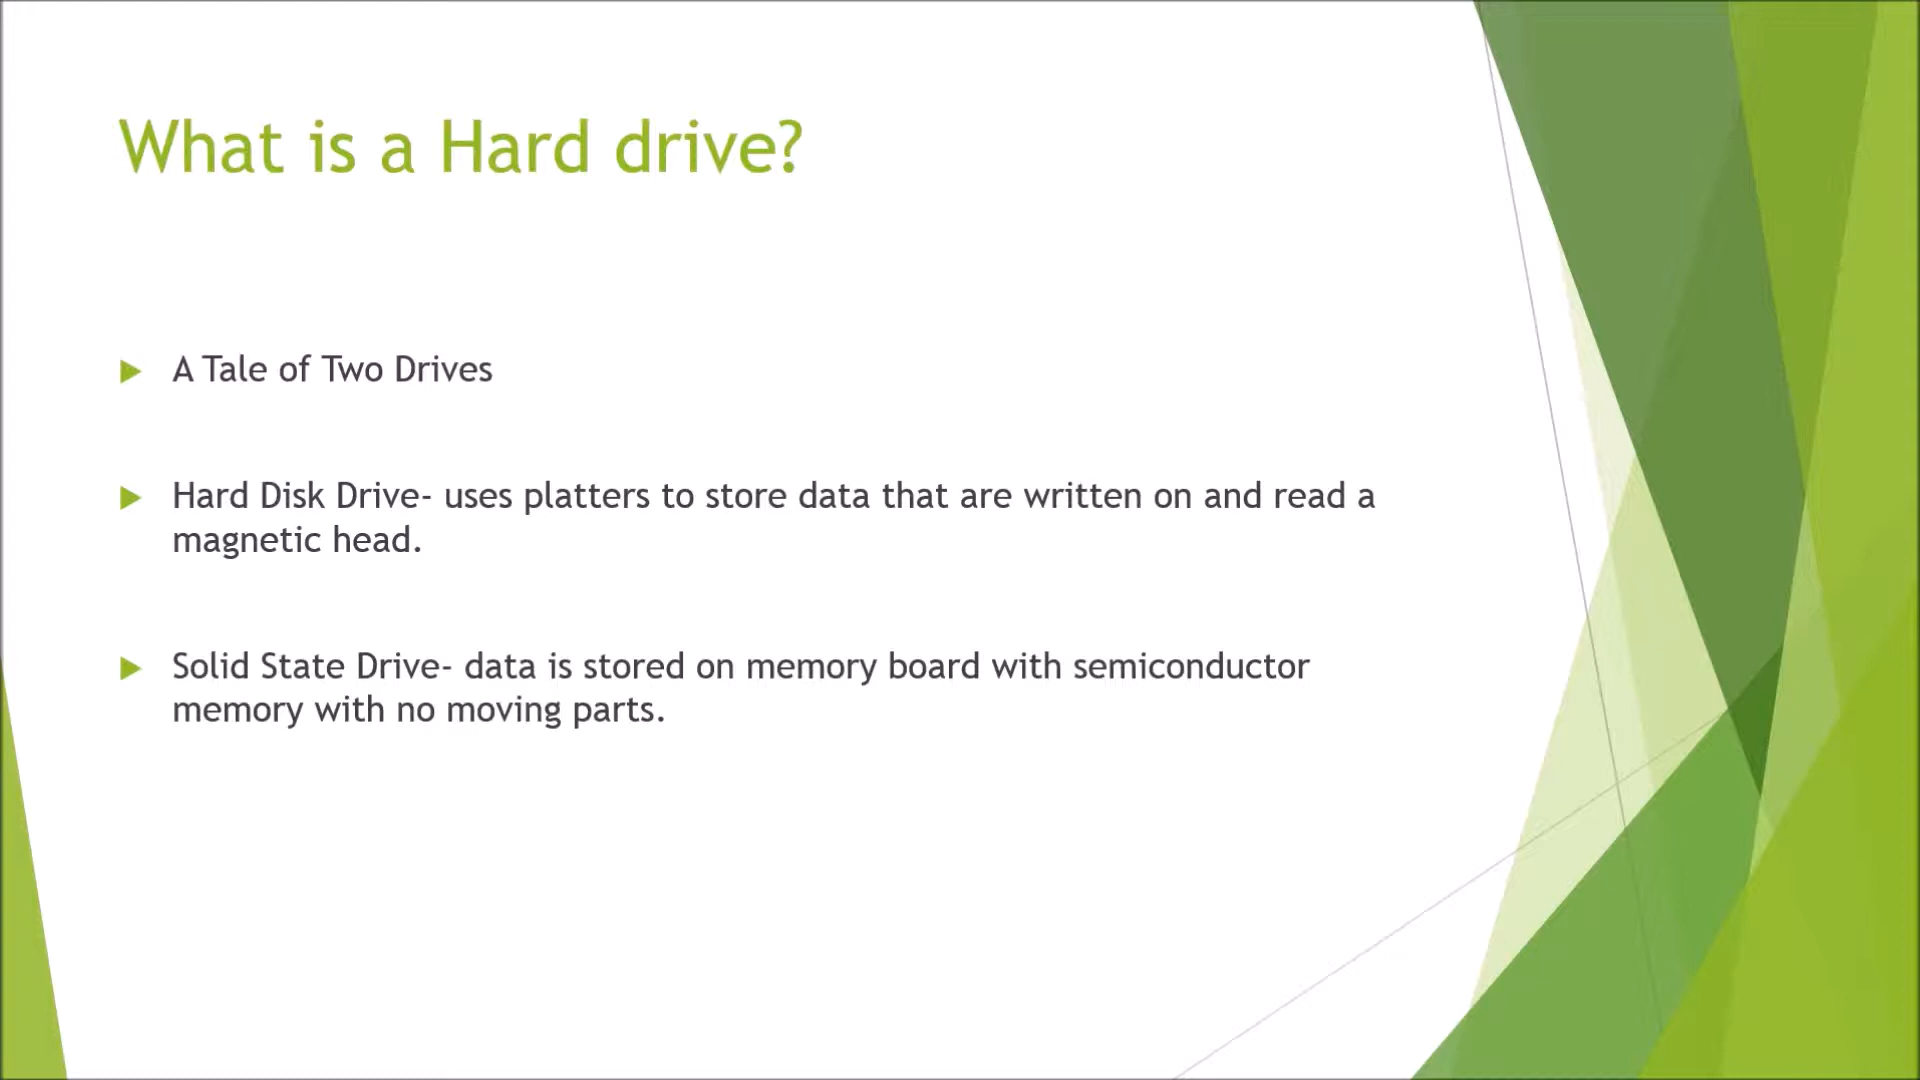 What is a Hard drive?
A Tale of Two Drives
Hard Disk Drive- uses platters to store data that are written on and read a
magnetic head.
Solid State Drive- data is stored on memory board with semiconductor
memory with no moving parts.